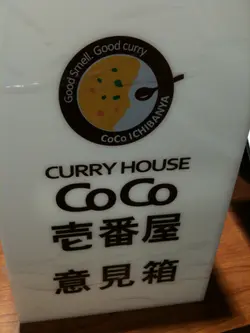 Good Smell, Good curry
CoCo ICHIBANYA
CURRY HOUSE
CoCo
壱番屋
意見箱